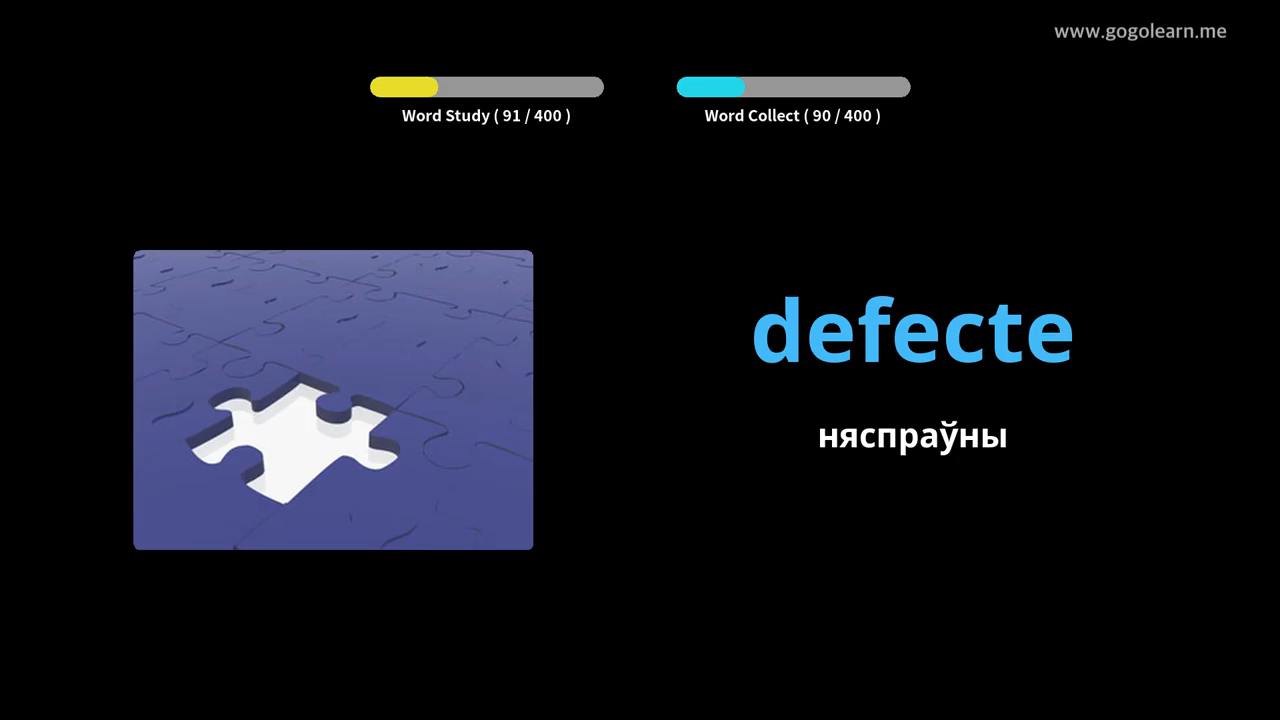 www.gogolearn.me
Word Study ( 91 / 400 )
Word Collect ( 90 / 400 )
defecte
няспраўны